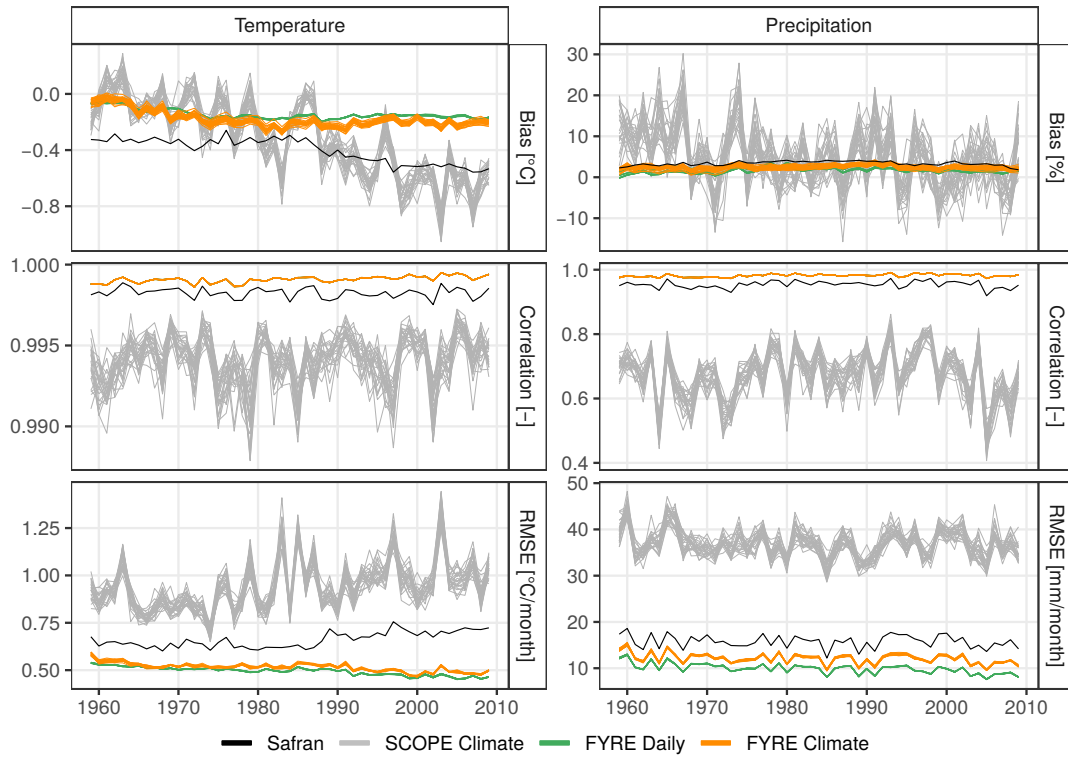 Temperature
Precipitation
0.0
−0.4
−0.8
Bias [°C]
30
20
10
0
−10
Bias [%]
1.000
0.995
0.990
Correlation [−]
1.0
0.8
0.6
0.4
Correlation [−]
1.25
1.00
0.75
0.50
RMSE [°C/month]
50
40
30
20
10
RMSE [mm/month]
1960 1970 1980 1990 2000 2010
1960 1970 1980 1990 2000 2010
Safran SCOPE Climate FYRE Daily FYRE Climate